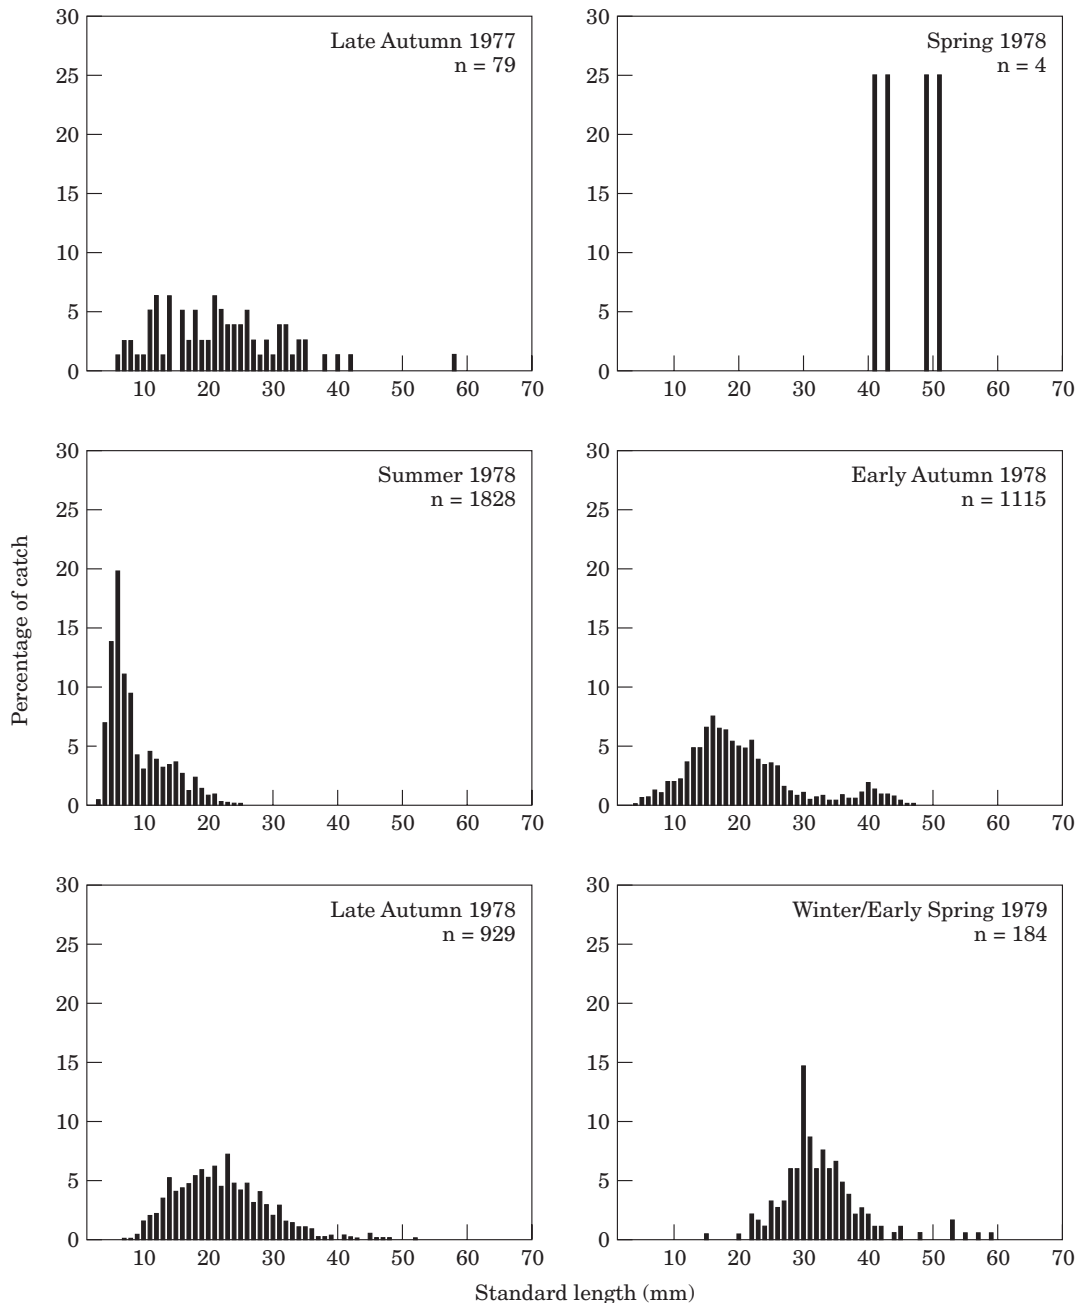 Late Autumn 1977
n = 79
30
25
20
15
10
5
0
10 20 30 40 50 60 70
Spring 1978
n = 4
30
25
20
15
10
5
0
10 20 30 40 50 60 70
Summer 1978
n = 1828
30
25
20
15
10
5
0
10 20 30 40 50 60 70
Early Autumn 1978
n = 1115
30
25
20
15
10
5
0
10 20 30 40 50 60 70
Late Autumn 1978
n = 929
30
25
20
15
10
5
0
10 20 30 40 50 60 70
Winter/Early Spring 1979
n = 184
30
25
20
15
10
5
0
10 20 30 40 50 60 70
Percentage of catch
Standard length (mm)